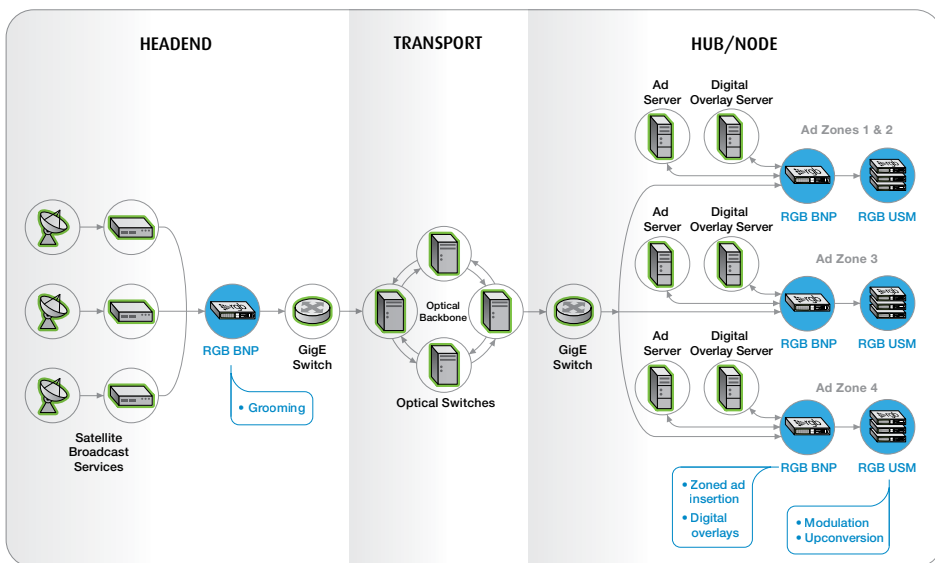 HEADEND
TRANSPORT
HUB/NODE
Ad
Server
Digital
Overlay Server
Ad Zones 1 & 2
RGB BNP
RGB USM
Ad
Server
Digital
Overlay Server
Ad Zone 3
RGB BNP
RGB USM
Ad
Server
Digital
Overlay Server
Ad Zone 4
RGB BNP
RGB USM
Satellite
Broadcast
Services
RGB BNP
• Grooming
GigE
Switch
Optical
Backbone
Optical Switches
GigE
Switch
• Zoned ad
insertion
• Digital
overlays
• Modulation
• Upconversion